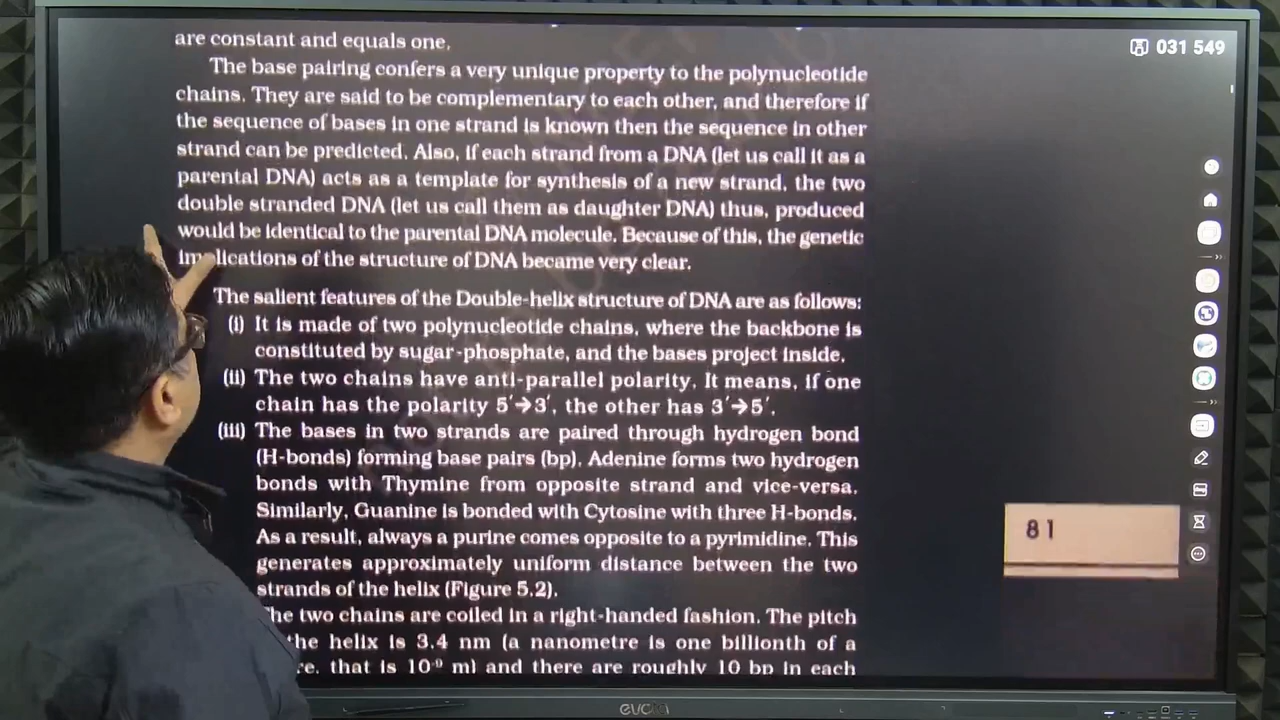 are constant and equals one.
031 549
The base pairing confers a very unique property to the polynucleotide
chains. They are said to be complementary to each other, and therefore if
the sequence of bases in one strand is known then the sequence in other
strand can be predicted. Also, if each strand from a DNA (let us call it as a
parental DNA) acts as a template for synthesis of a new strand, the two
double stranded DNA (let us call them as daughter DNA) thus, produced
would be identical to the parental DNA molecule. Because of this, the genetic
implications of the structure of DNA became very clear.
The salient features of the Double-helix structure of DNA are as follows:
(i) It is made of two polynucleotide chains, where the backbone is
constituted by sugar-phosphate, and the bases project inside.
(ii) The two chains have anti-parallel polarity. It means, if one
chain has the polarity 5′→3′, the other has 3′→5′.
(iii) The bases in two strands are paired through hydrogen bond
(H-bonds) forming base pairs (bp). Adenine forms two hydrogen
bonds with Thymine from opposite strand and vice-versa.
Similarly, Guanine is bonded with Cytosine with three H-bonds.
As a result, always a purine comes opposite to a pyrimidine. This
generates approximately uniform distance between the two
strands of the helix (Figure 5.2).
81
he two chains are coiled in a right-handed fashion. The pitch
the helix is 3.4 nm (a nanometre is one billionth of a
re, that is 10⁻⁹ m) and there are roughly 10 bp in each